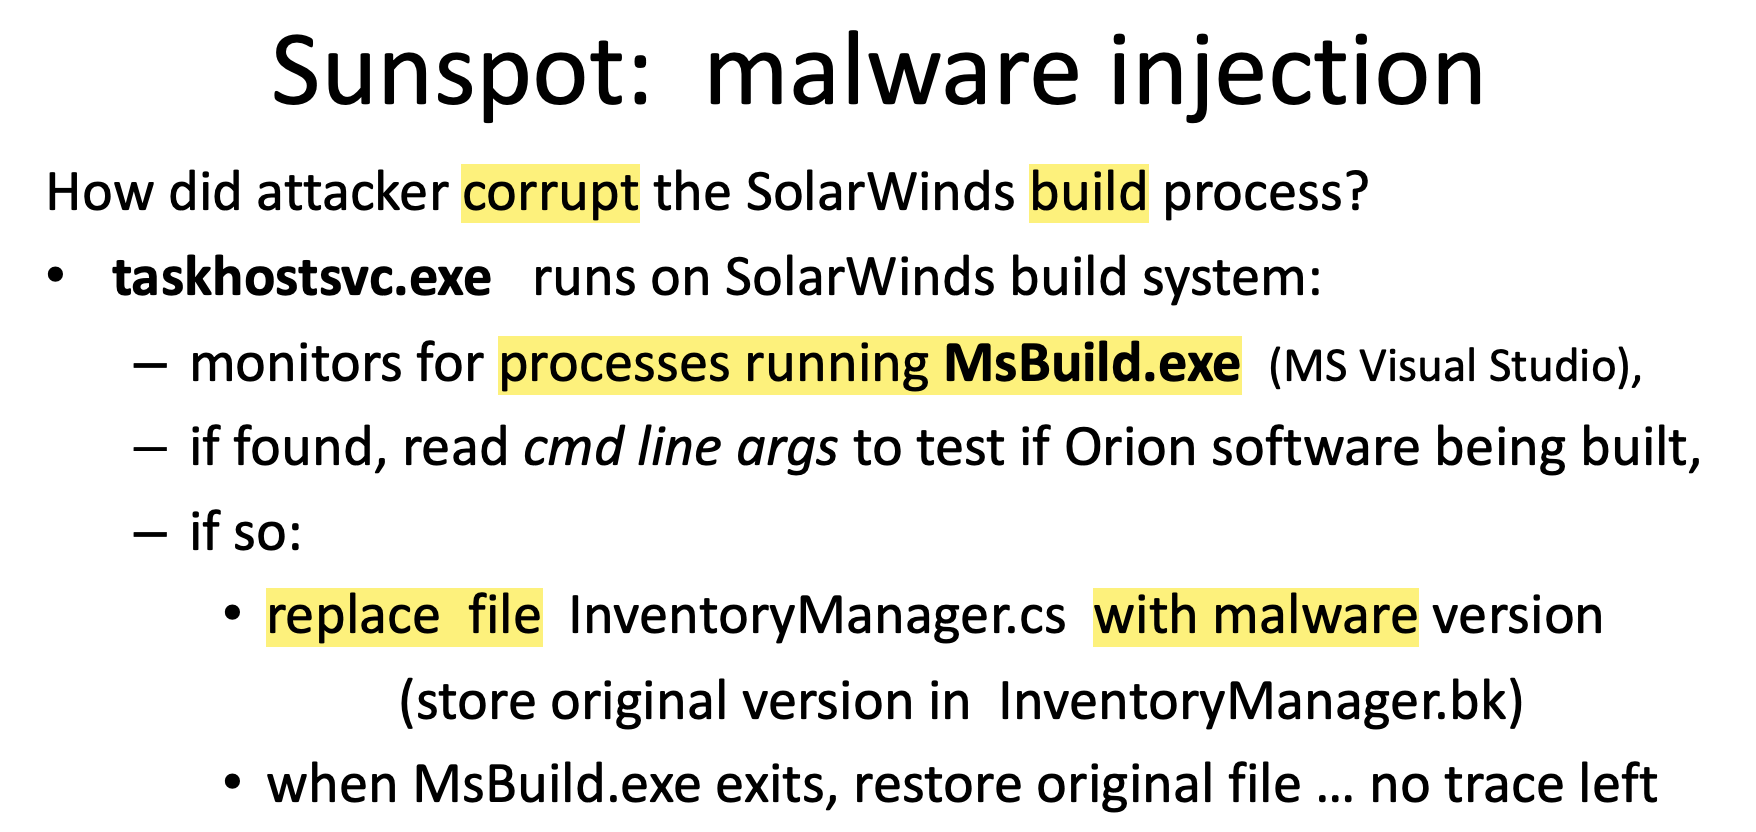 Sunspot: malware injection
How did attacker corrupt the SolarWinds build process?
• taskhostsvc.exe runs on SolarWinds build system:
– monitors for processes running MsBuild.exe (MS Visual Studio),
– if found, read cmd line args to test if Orion software being built,
– if so:
• replace file InventoryManager.cs with malware version
(store original version in InventoryManager.bk)
• when MsBuild.exe exits, restore original file … no trace left